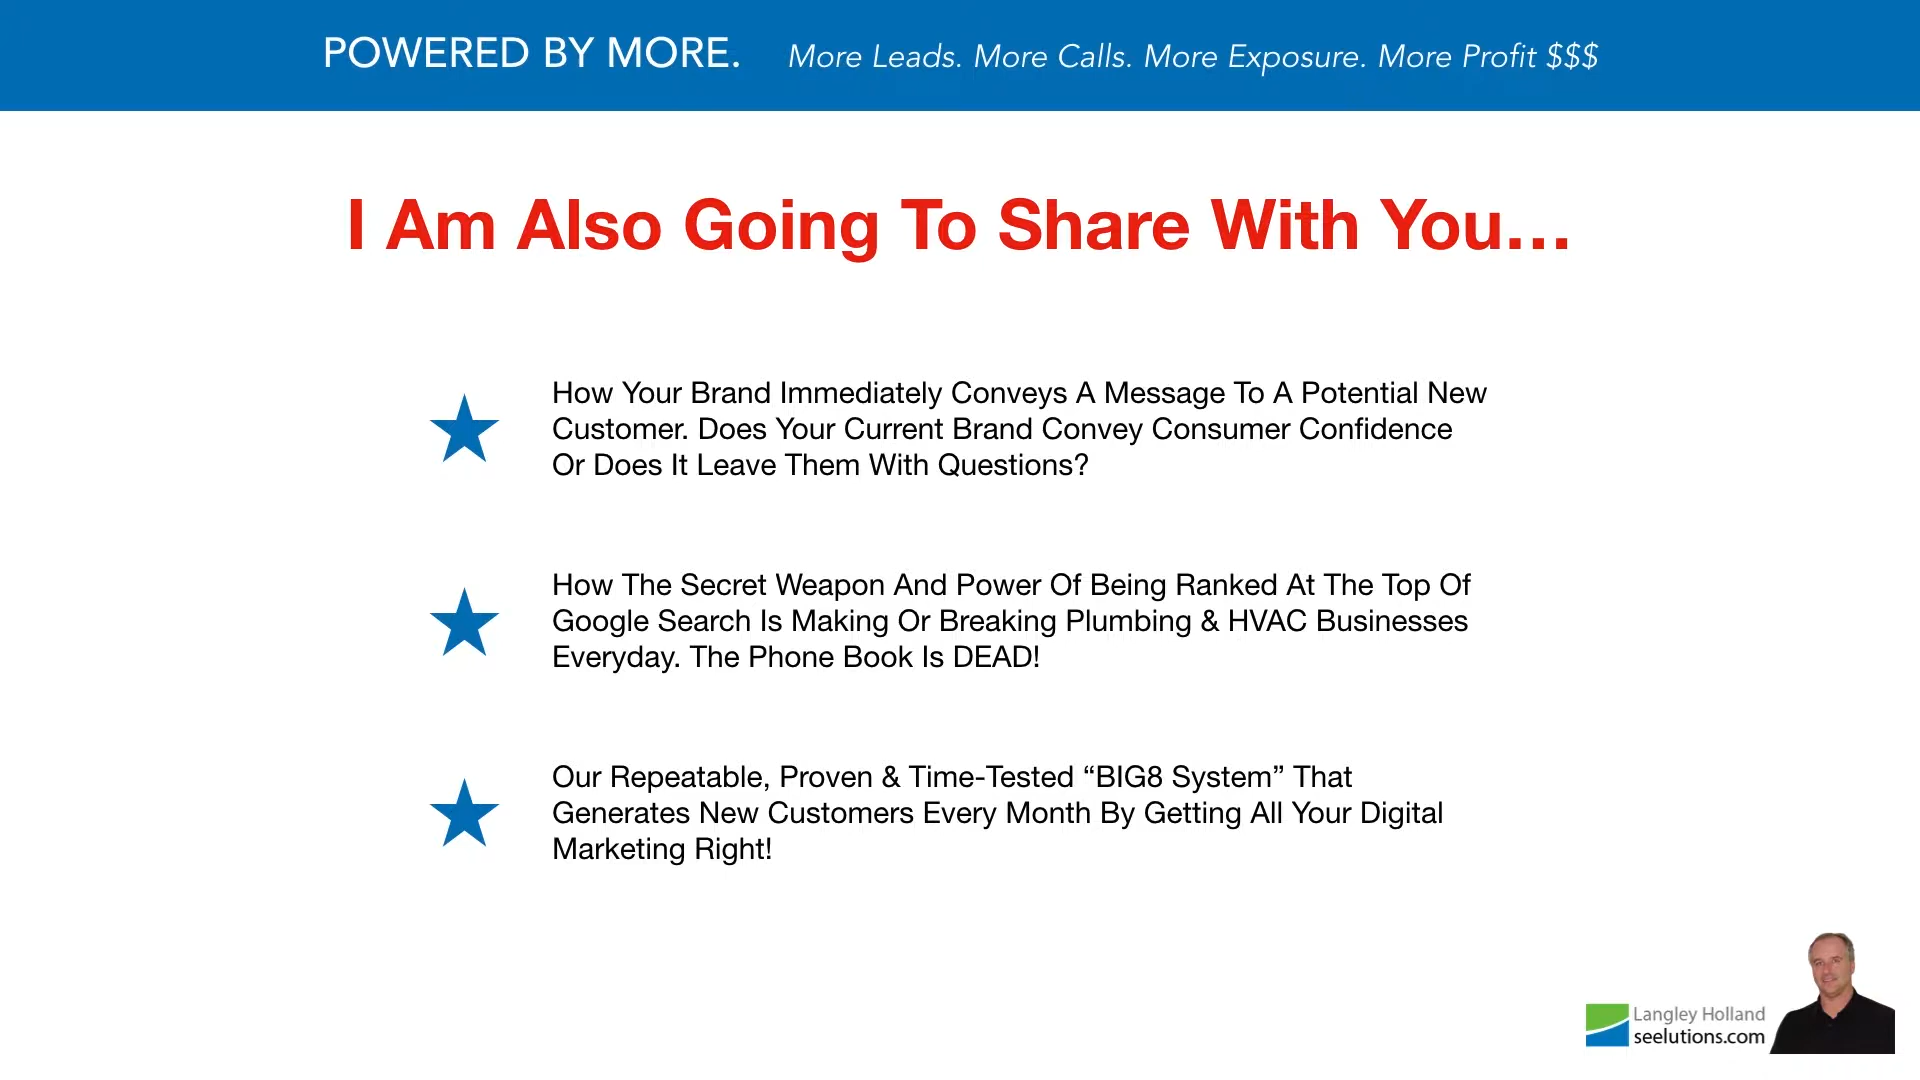 POWERED BY MORE. More Leads. More Calls. More Exposure. More Profit $$$
I Am Also Going To Share With You...
How Your Brand Immediately Conveys A Message To A Potential New
Customer. Does Your Current Brand Convey Consumer Confidence
Or Does It Leave Them With Questions?
How The Secret Weapon And Power Of Being Ranked At The Top Of
Google Search Is Making Or Breaking Plumbing & HVAC Businesses
Everyday. The Phone Book Is DEAD!
Our Repeatable, Proven & Time-Tested “BIG8 System” That
Generates New Customers Every Month By Getting All Your Digital
Marketing Right!
Langley Holland
seelutions.com